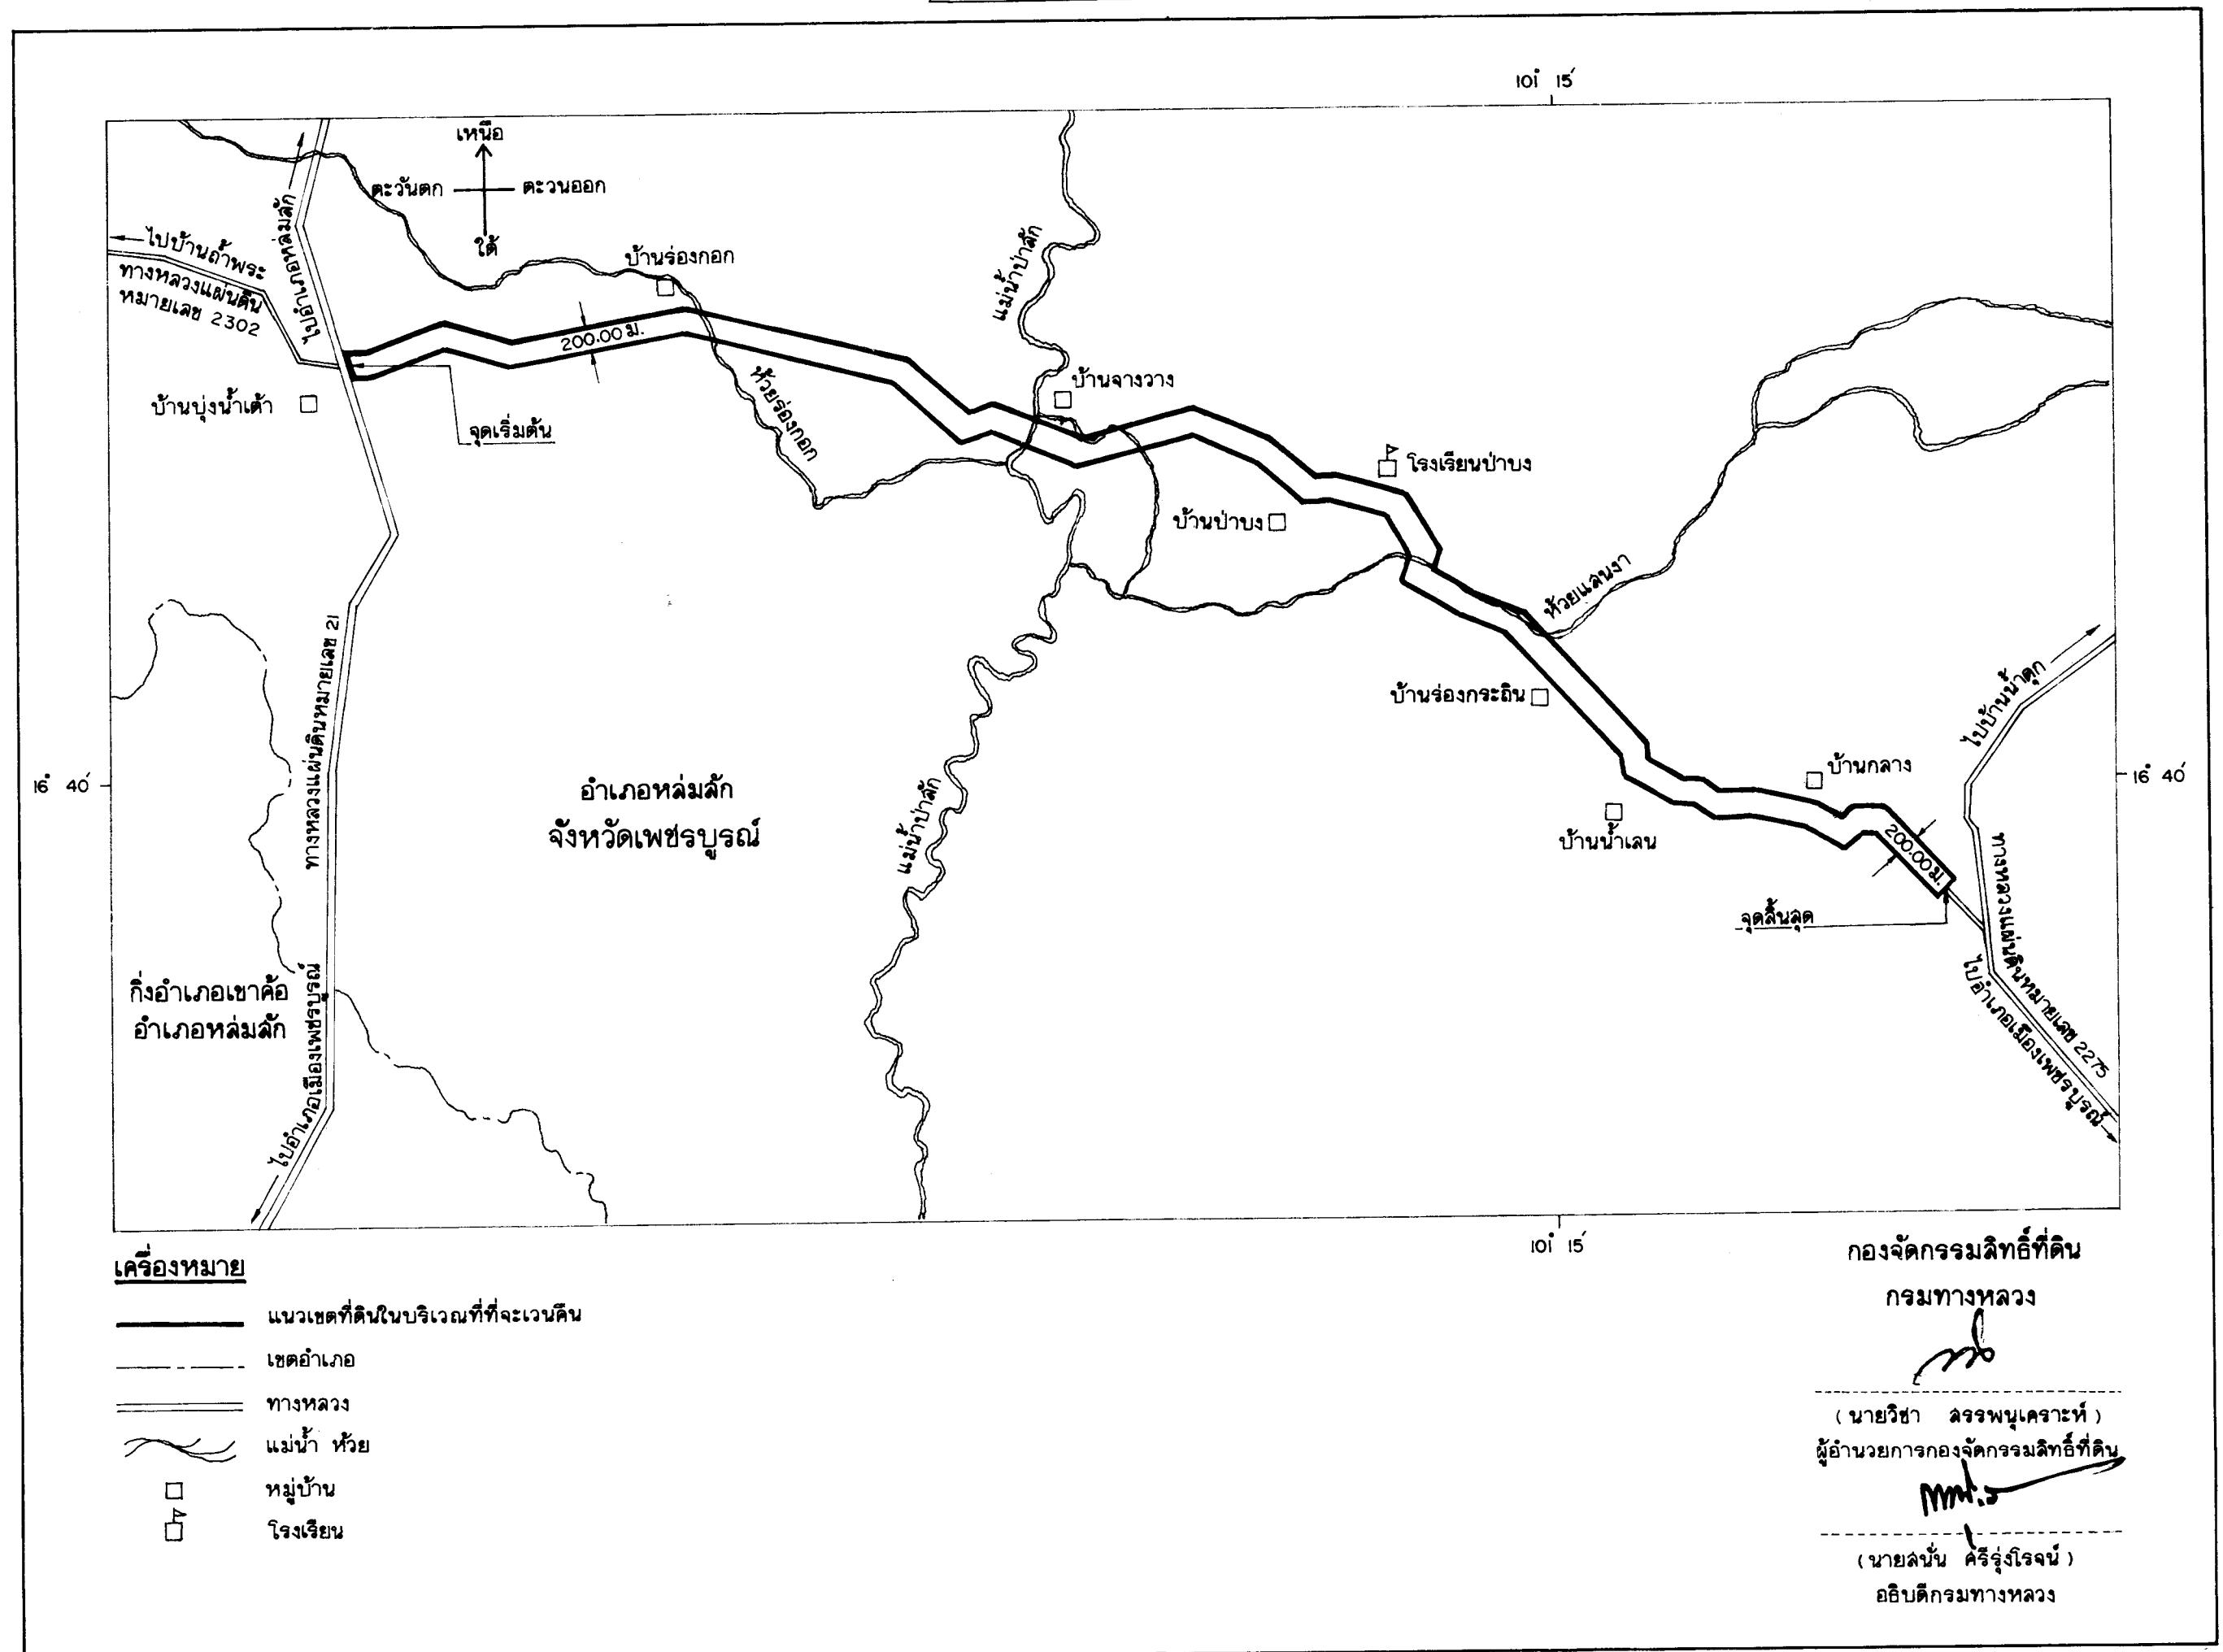 101° 15′
เหนือ
ตะวันตก
ตะวันออก
ใต้
ไปอำเภอหล่มสัก
ไปบ้านถ้ำพระ
ทางหลวงแผ่นดิน
หมายเลข 2302
บ้านร่องกอก
แม่น้ำป่าสัก
200.00 ม.
บ้านบุ่งน้ำเต้า
จุดเริ่มต้น
ห้วยร่องกอก
บ้านจางวาง
โรงเรียนป่าบง
บ้านป่าบง
ห้วยแสนงา
ทางหลวงแผ่นดินหมายเลข 21
บ้านร่องกระถิน
ไปบ้านน้ำดุก
16° 40′
อำเภอหล่มสัก
จังหวัดเพชรบูรณ์
แม่น้ำป่าสัก
บ้านกลาง
16° 40′
บ้านน้ำเลน
200.00 ม.
จุดสิ้นสุด
ทางหลวงแผ่นดินหมายเลข 2275
ไปอำเภอเมืองเพชรบูรณ์
กิ่งอำเภอเขาค้อ
อำเภอหล่มสัก
ไปอำเภอเมืองเพชรบูรณ์
101° 15′
เครื่องหมาย
แนวเขตที่ดินในบริเวณที่ที่จะเวนคืน
เขตอำเภอ
ทางหลวง
แม่น้ำ ห้วย
หมู่บ้าน
โรงเรียน
กองจัดกรรมสิทธิ์ที่ดิน
กรมทางหลวง
(นายวิชา สรรพนุเคราะห์)
ผู้อำนวยการกองจัดกรรมสิทธิ์ที่ดิน
(นายสนั่น ศรีรุ่งโรจน์)
อธิบดีกรมทางหลวง